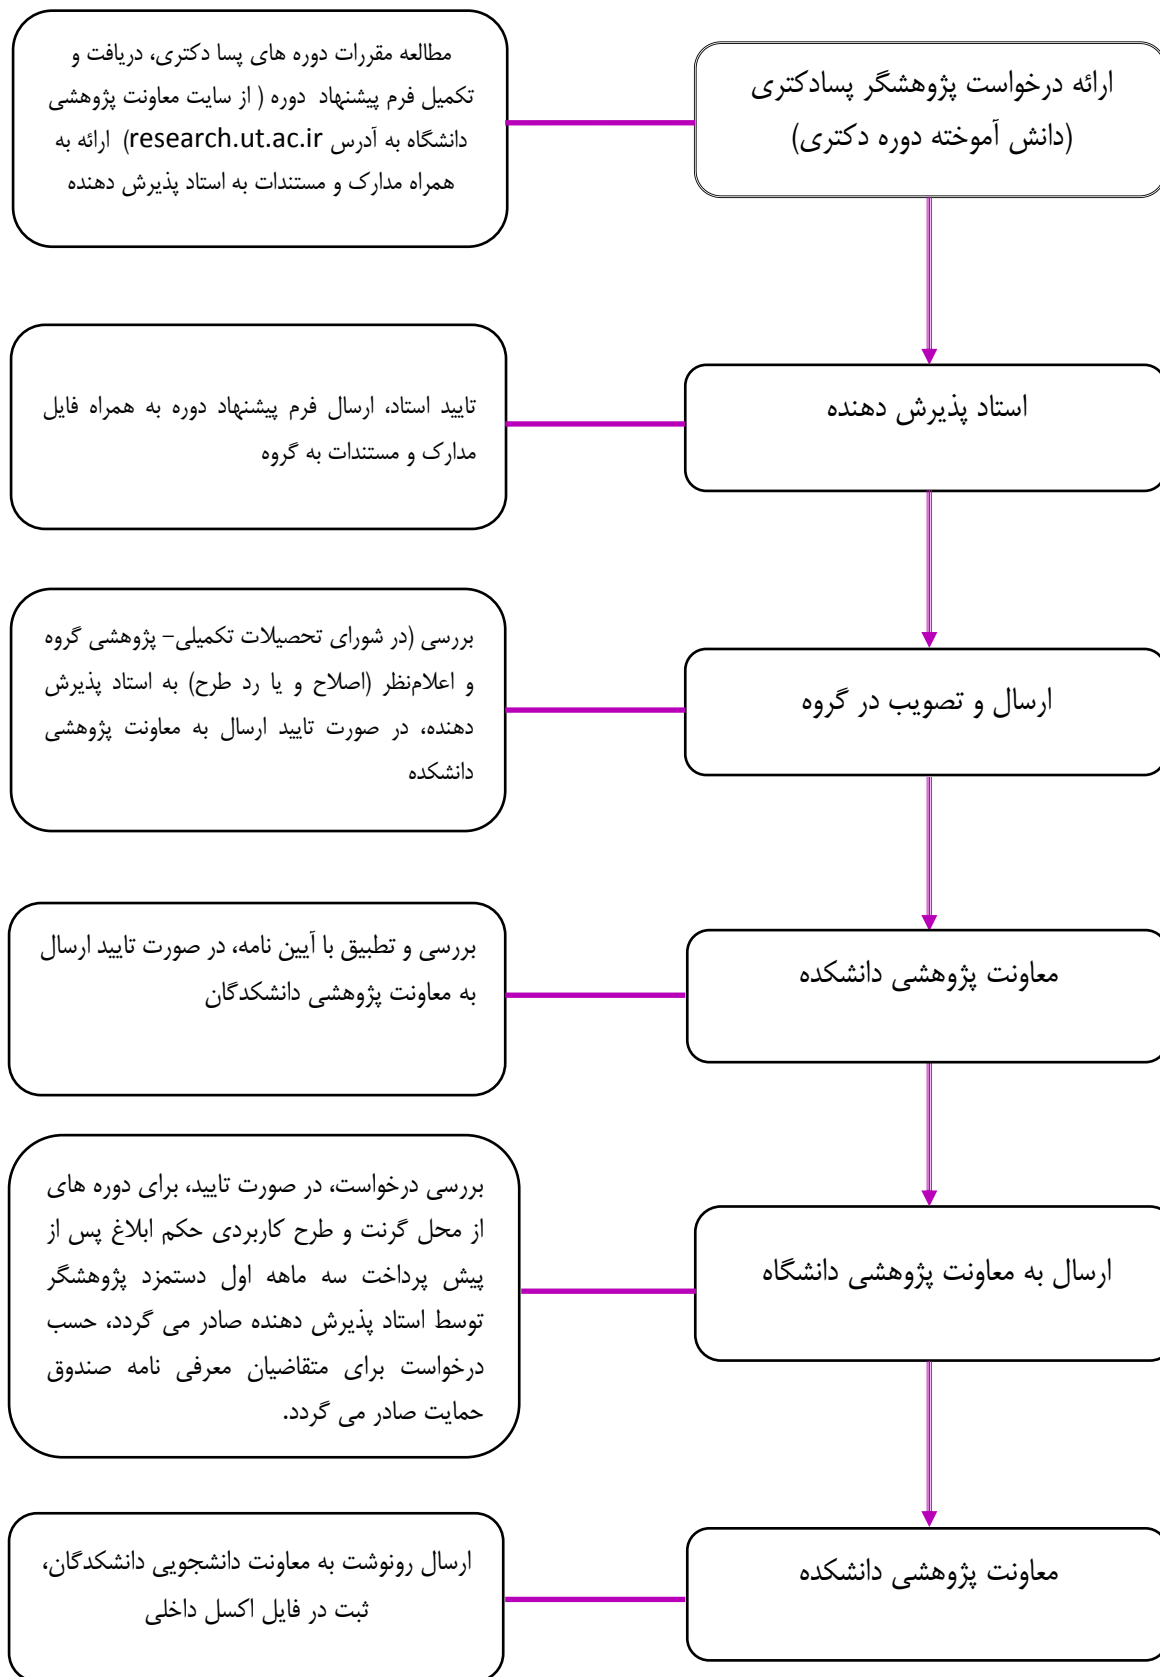 ارائه درخواست پژوهشگر پسادکتری
(دانش آموخته دوره دکتری)
مطالعه مقررات دوره های پسا دکتری، دریافت و
تکمیل فرم پیشنهاد دوره ( از سایت معاونت پژوهشی
دانشگاه به آدرس research.ut.ac.ir) ارائه به
همراه مدارک و مستندات به استاد پذیرش دهنده
استاد پذیرش دهنده
تایید استاد، ارسال فرم پیشنهاد دوره به همراه فایل
مدارک و مستندات به گروه
ارسال و تصویب در گروه
بررسی (در شورای تحصیلات تکمیلی- پژوهشی گروه
و اعلام‌نظر (اصلاح و یا رد طرح) به استاد پذیرش
دهنده، در صورت تایید ارسال به معاونت پژوهشی
دانشکده
معاونت پژوهشی دانشکده
بررسی و تطبیق با آیین نامه، در صورت تایید ارسال
به معاونت پژوهشی دانشکدگان
ارسال به معاونت پژوهشی دانشگاه
بررسی درخواست، در صورت تایید، برای دوره های
از محل گرنت و طرح کاربردی حکم ابلاغ پس از
پیش پرداخت سه ماهه اول دستمزد پژوهشگر
توسط استاد پذیرش دهنده صادر می گردد، حسب
درخواست برای متقاضیان معرفی نامه صندوق
حمایت صادر می گردد.
معاونت پژوهشی دانشکده
ارسال رونوشت به معاونت دانشجویی دانشکدگان،
ثبت در فایل اکسل داخلی